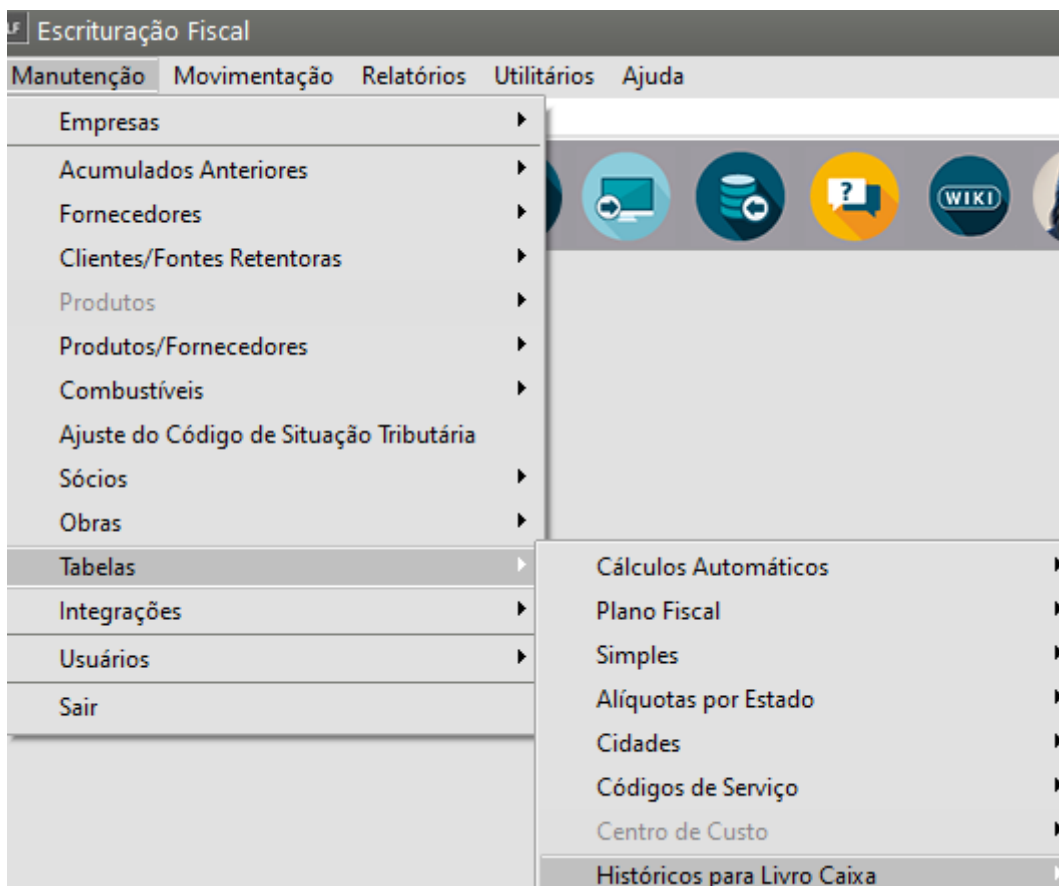 LF Escrituração Fiscal
Manutenção Movimentação Relatórios Utilitários Ajuda
Empresas
Acumulados Anteriores
Fornecedores
Clientes/Fontes Retentoras
Produtos
Produtos/Fornecedores
Combustíveis
Ajuste do Código de Situação Tributária
Sócios
Obras
Tabelas
Integrações
Usuários
Sair
? WIKI
Cálculos Automáticos
Plano Fiscal
Simples
Alíquotas por Estado
Cidades
Códigos de Serviço
Centro de Custo
Históricos para Livro Caixa